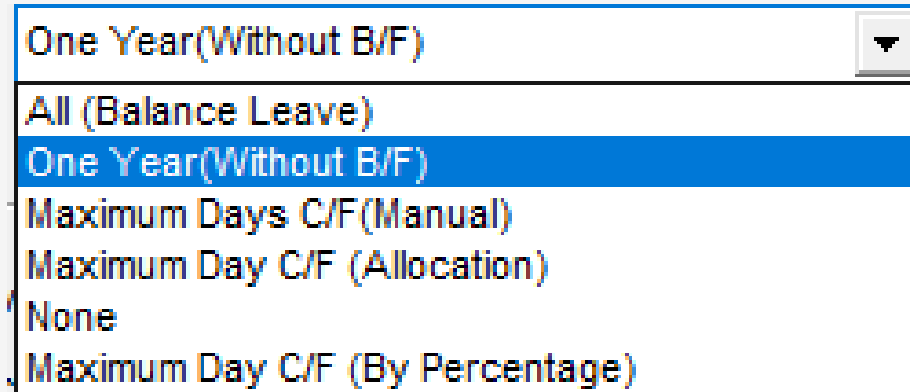 One Year(Without B/F)
All (Balance Leave)
One Year(Without B/F)
Maximum Days C/F(Manual)
Maximum Day C/F (Allocation)
None
Maximum Day C/F (By Percentage)